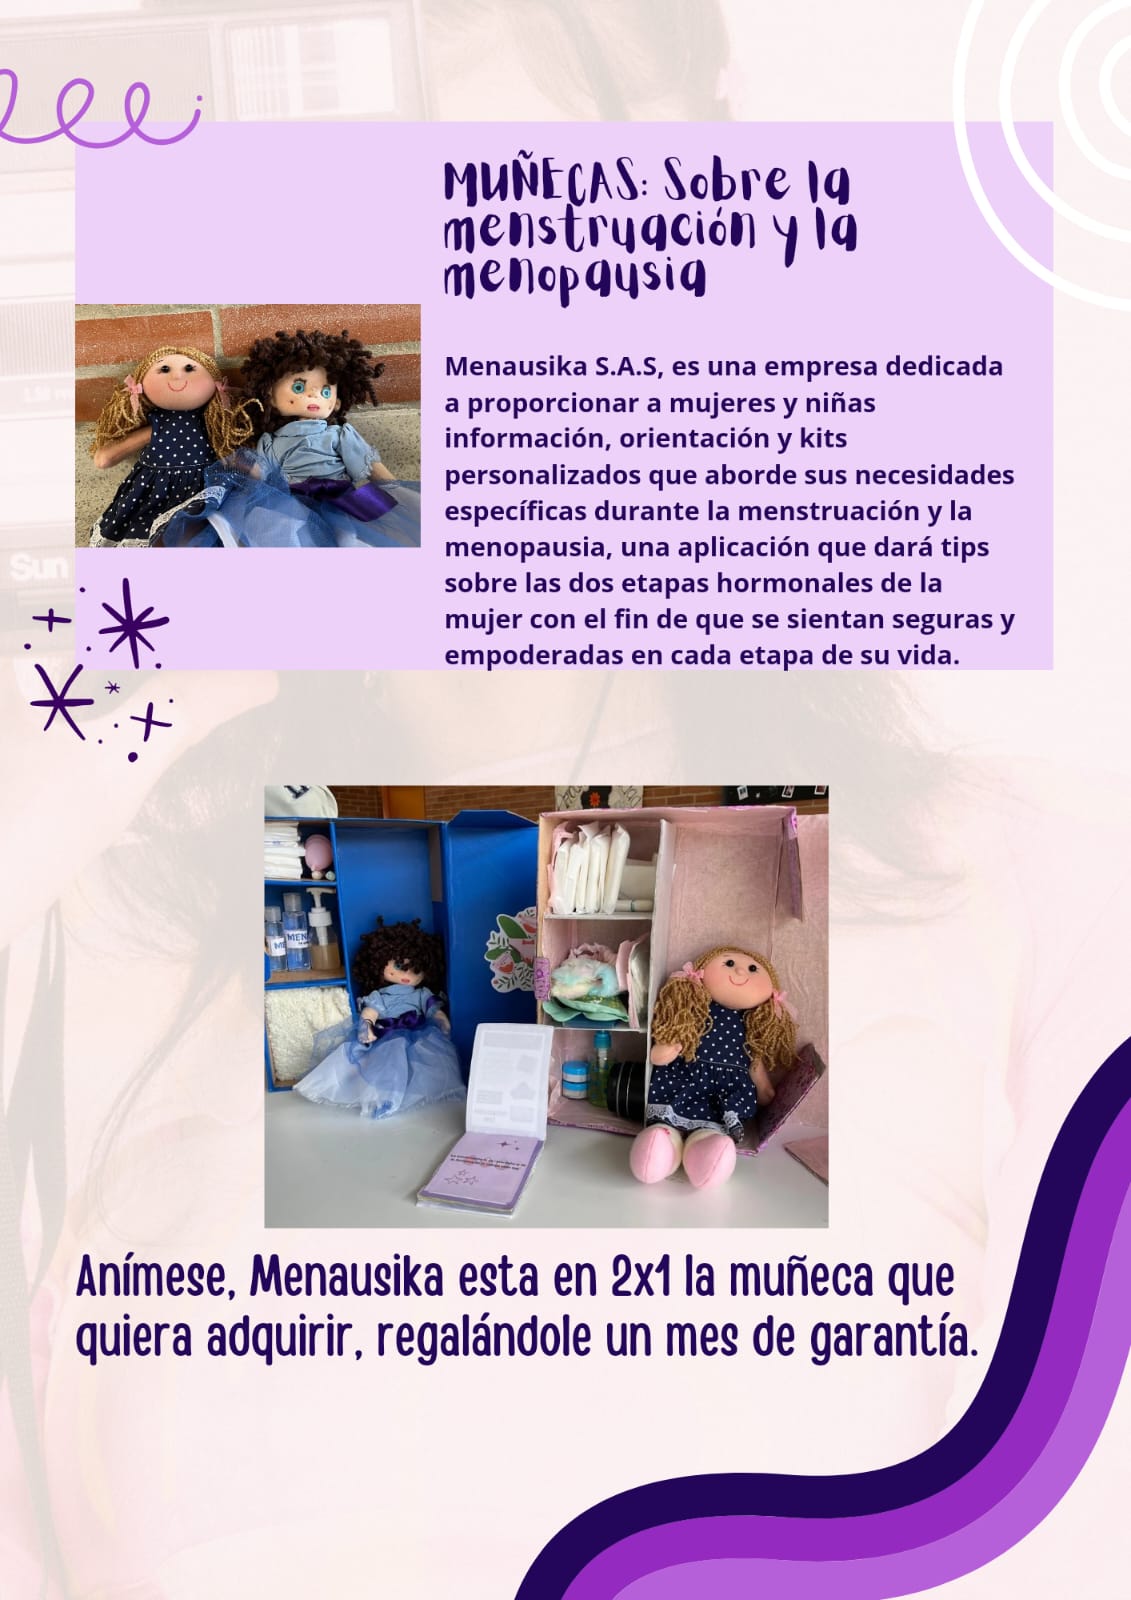 MUÑECAS: Sobre la
menstruación y la
menopausia
Menausika S.A.S, es una empresa dedicada
a proporcionar a mujeres y niñas
información, orientación y kits
personalizados que aborde sus necesidades
específicas durante la menstruación y la
menopausia, una aplicación que dará tips
sobre las dos etapas hormonales de la
mujer con el fin de que se sientan seguras y
empoderadas en cada etapa de su vida.
Sun
MEN
Anímese, Menausika esta en 2x1 la muñeca que
quiera adquirir, regalándole un mes de garantía.